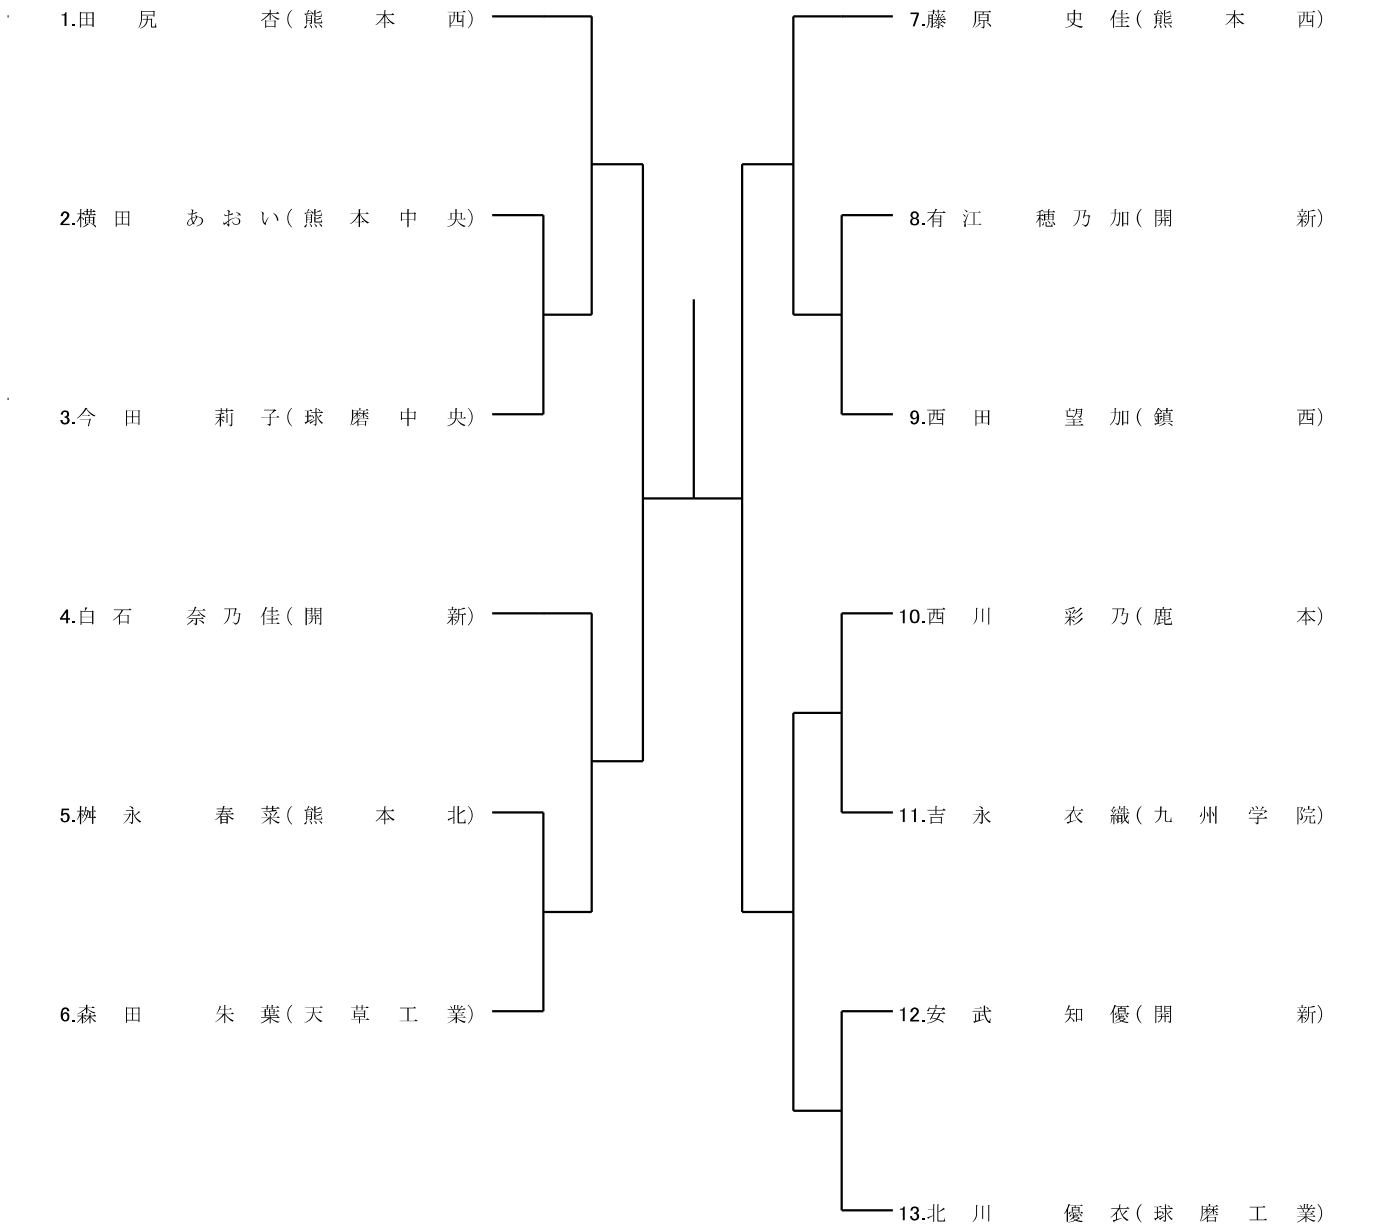 1.田尻 杏(熊本西)
2.横田 あおい(熊本中央)
3.今田 莉子(球磨中央)
4.白石 奈乃佳(開新)
5.桝永 春菜(熊本北)
6.森田 朱葉(天草工業)
7.藤原 史佳(熊本西)
8.有江 穂乃加(開新)
9.西田 望加(鎮西)
10.西川 彩乃(鹿本)
11.吉永 衣織(九州学院)
12.安武 知優(開新)
13.北川 優衣(球磨工業)